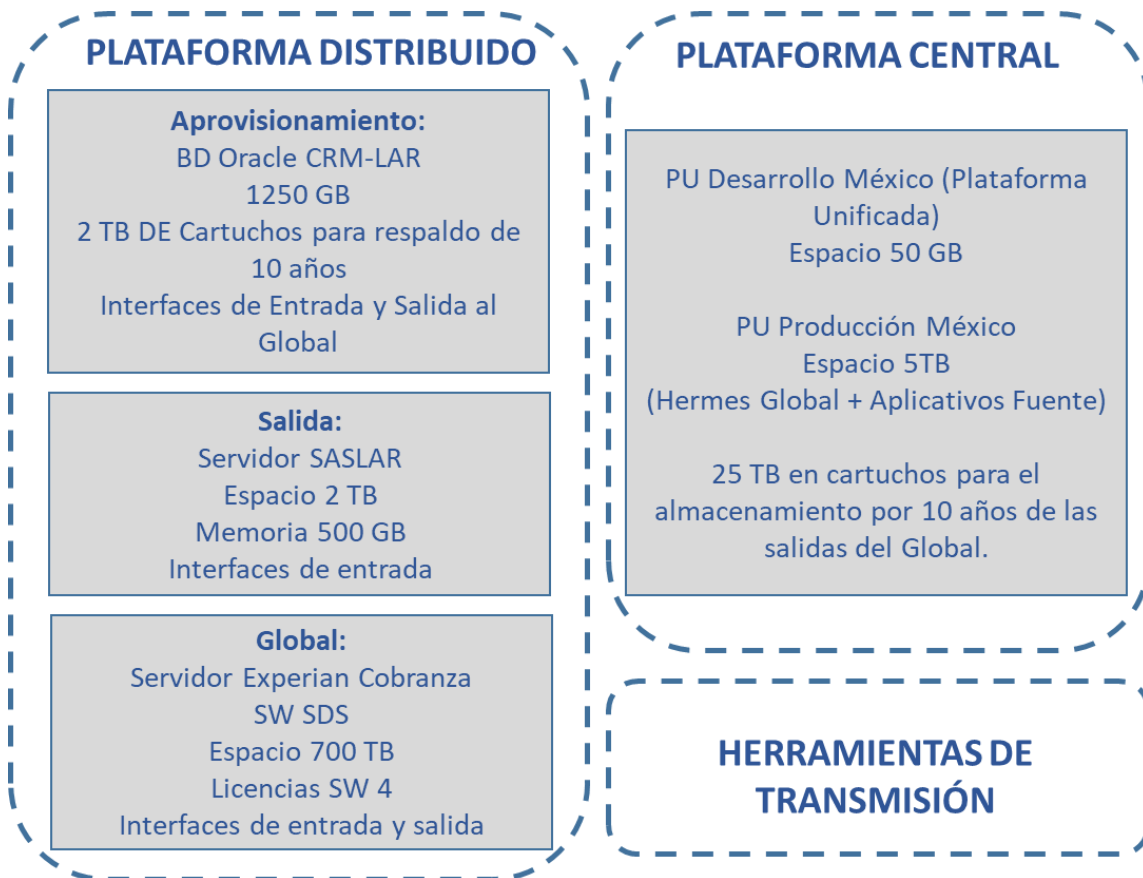 PLATAFORMA DISTRIBUIDO
Aprovisionamiento:
BD Oracle CRM-LAR
1250 GB
2 TB DE Cartuchos para respaldo de
10 años
Interfaces de Entrada y Salida al
Global
Salida:
Servidor SASLAR
Espacio 2 TB
Memoria 500 GB
Interfaces de entrada
Global:
Servidor Experian Cobranza
SW SDS
Espacio 700 TB
Licencias SW 4
Interfaces de entrada y salida
PLATAFORMA CENTRAL
PU Desarrollo México (Plataforma
Unificada)
Espacio 50 GB
PU Producción México
Espacio 5TB
(Hermes Global + Aplicativos Fuente)
25 TB en cartuchos para el
almacenamiento por 10 años de las
salidas del Global.
HERRAMIENTAS DE
TRANSMISIÓN